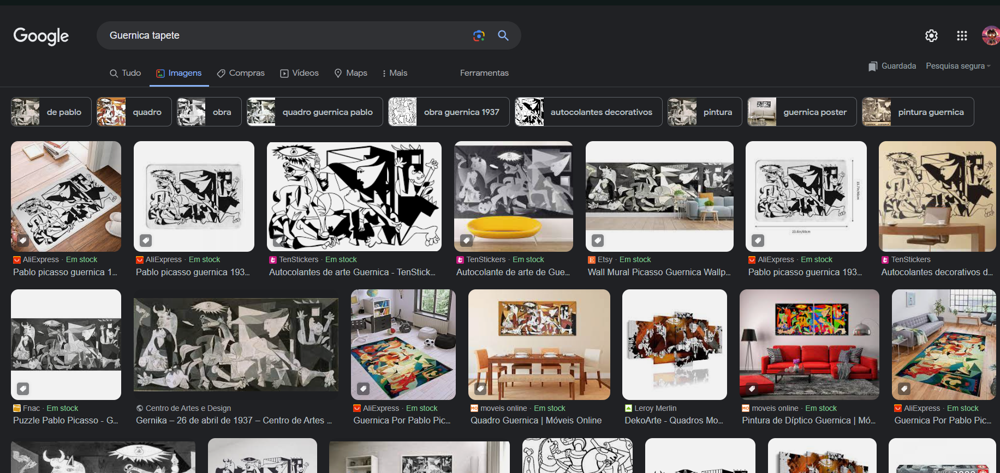 Google
Guernica tapete
Tudo
Imagens
Compras
Vídeos
Maps
Mais
Ferramentas
Guardada
Pesquisa segura
de pablo
quadro
obra
quadro guernica pablo
obra guernica 1937
autocolantes decorativos
pintura
guernica poster
pintura guernica
15.7in/40cm
23.6in/60cm
AliExpress · Em stock
Pablo picasso guernica 1...
AliExpress · Em stock
Pablo picasso guernica 193...
TenStickers · Em stock
Autocolantes de arte Guernica - TenStick...
TenStickers · Em stock
Autocolante de arte de Gue...
Etsy · Em stock
Wall Mural Picasso Guernica Wallp...
AliExpress · Em stock
Pablo picasso guernica 193...
TenStickers
Autocolantes decorativos d...
Fnac · Em stock
Puzzle Pablo Picasso - G...
Centro de Artes e Design
Gernika – 26 de abril de 1937 – Centro de Artes ...
AliExpress · Em stock
Guernica Por Pablo Pic...
moveis online · Em stock
Quadro Guernica | Móveis Online
Leroy Merlin
DekoArte - Quadros Mo...
moveis online · Em stock
Pintura de Díptico Guernica | Mó...
AliExpress · Em stock
Guernica Por Pablo Pic...